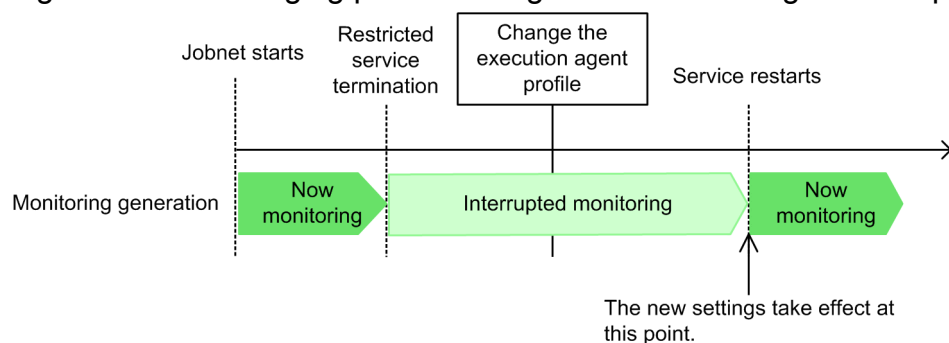 Jobnet starts
Restricted
service
termination
Change the
execution agent
profile
Service restarts
Monitoring generation
Now
monitoring
Interrupted monitoring
Now
monitoring
The new settings take effect at
this point.